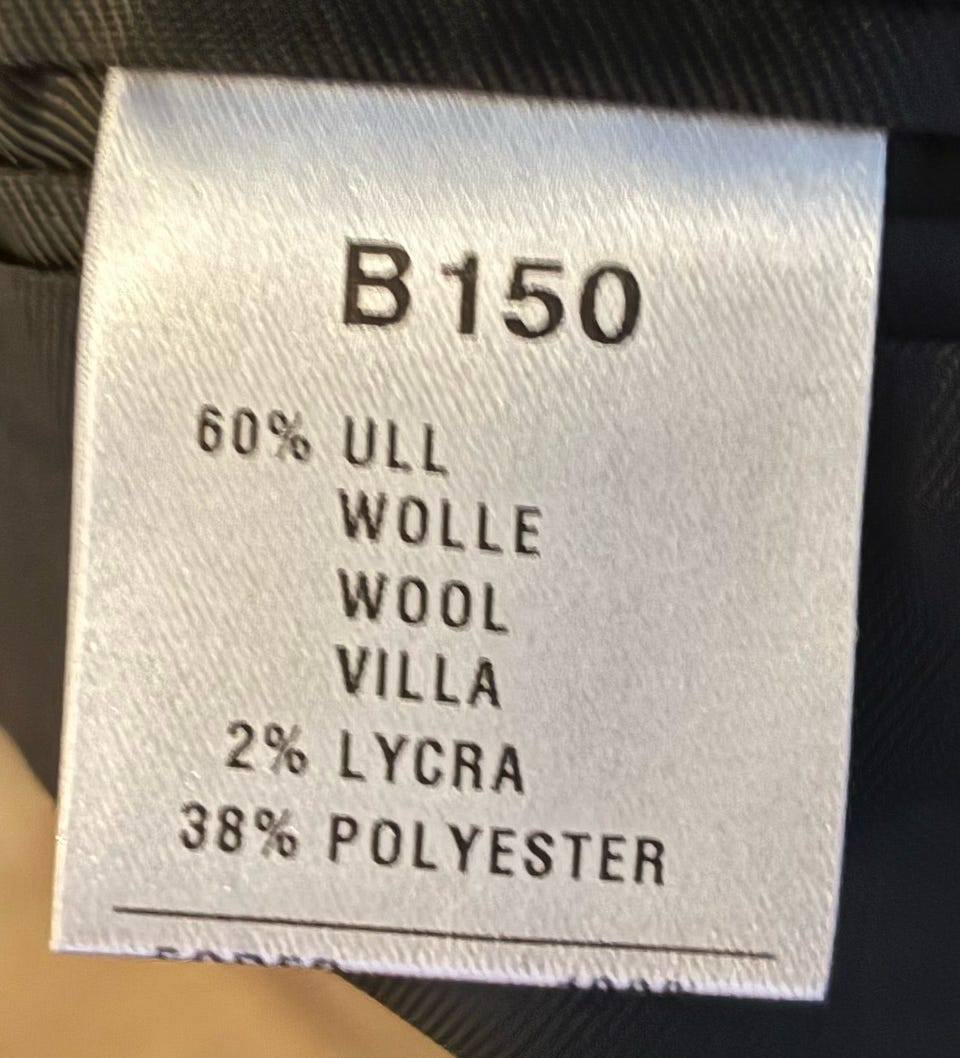 B150
60% ULL
WOLLE
WOOL
VILLA
2% LYCRA
38% POLYESTER